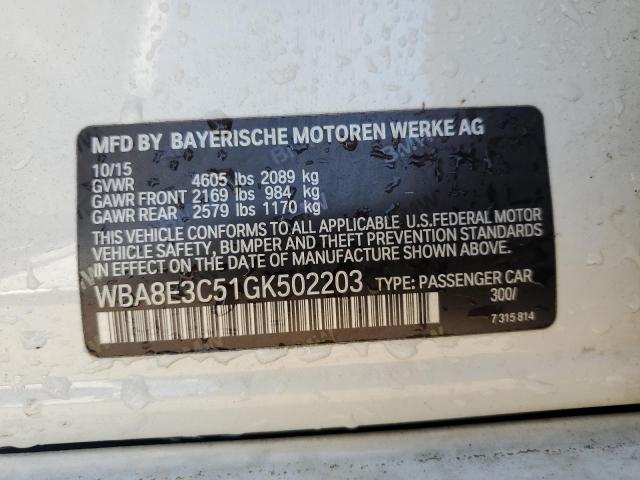 MFD BY BAYERISCHE MOTOREN WERKE AG
10/15
GVWR 4605 lbs 2089 kg
GAWR FRONT 2169 lbs 984 kg
GAWR REAR 2579 lbs 1170 kg
THIS VEHICLE CONFORMS TO ALL APPLICABLE U.S.FEDERAL MOTOR
VEHICLE SAFETY, BUMPER AND THEFT PREVENTION STANDARDS
IN EFFECT ON THE DATE OF MANUFACTURE SHOWN ABOVE.
WBA8E3C51GK502203 TYPE: PASSENGER CAR
300/
7 315 814